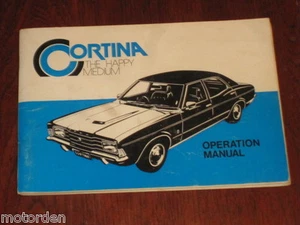 CORTINA
THE HAPPY
MEDIUM
OPERATION
MANUAL
motorden